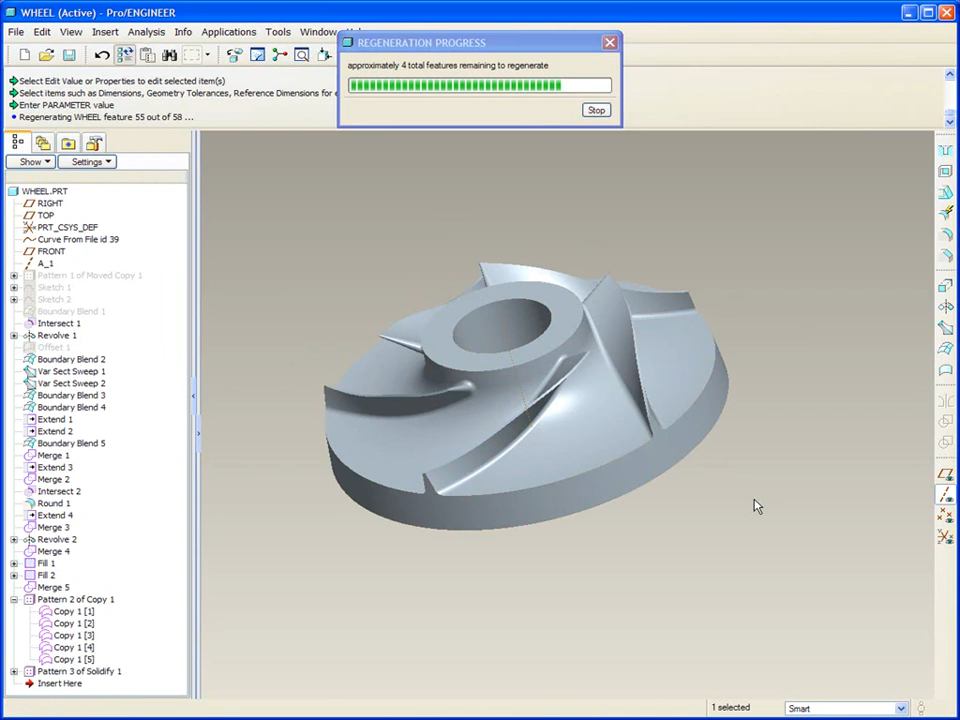 WHEEL (Active) - Pro/ENGINEER
File Edit View Insert Analysis Info Applications Tools Window
REGENERATION PROGRESS
approximately 4 total features remaining to regenerate
Stop
Select Edit Value or Properties to edit selected item(s)
Select items such as Dimensions, Geometry Tolerances, Reference Dimensions for
Enter PARAMETER value
Regenerating WHEEL feature 55 out of 58 ...
Show Settings
WHEEL.PRT
RIGHT
TOP
PRT_CSYS_DEF
Curve From File id 39
FRONT
A_1
Pattern 1 of Moved Copy 1
Sketch 1
Sketch 2
Boundary Blend 1
Intersect 1
Revolve 1
Offset 1
Boundary Blend 2
Var Sect Sweep 1
Var Sect Sweep 2
Boundary Blend 3
Boundary Blend 4
Extend 1
Extend 2
Boundary Blend 5
Merge 1
Extend 3
Merge 2
Intersect 2
Round 1
Extend 4
Merge 3
Revolve 2
Merge 4
Fill 1
Fill 2
Merge 5
Pattern 2 of Copy 1
Copy 1 [1]
Copy 1 [2]
Copy 1 [3]
Copy 1 [4]
Copy 1 [5]
Pattern 3 of Solidify 1
Insert Here
1 selected
Smart